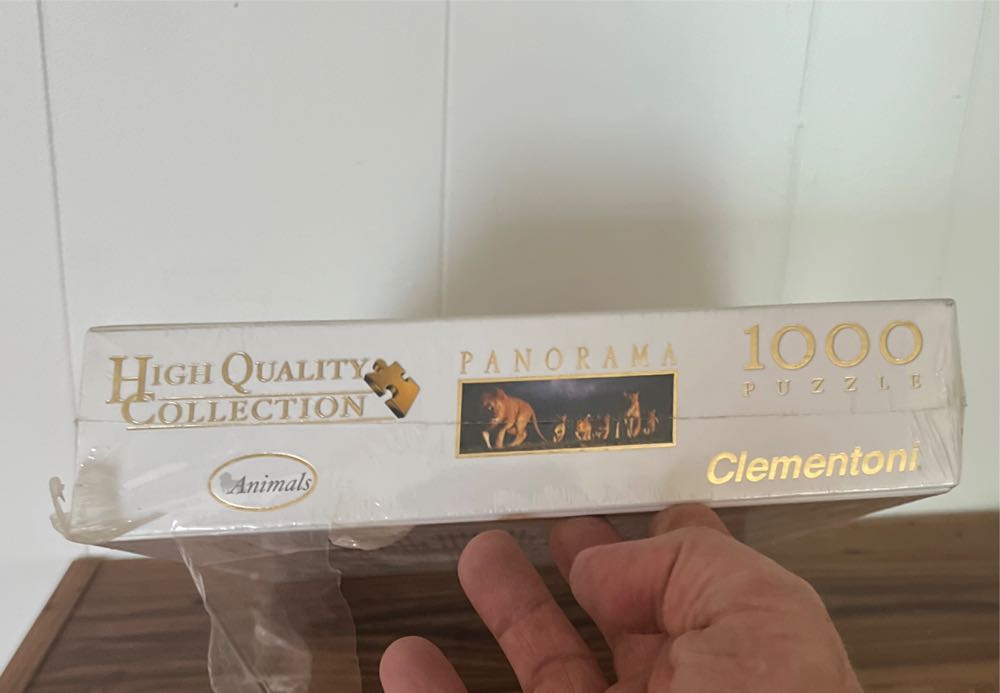 HIGH QUALITY
COLLECTION
Animals
PANORAMA
1000
PUZZLE
Clementoni